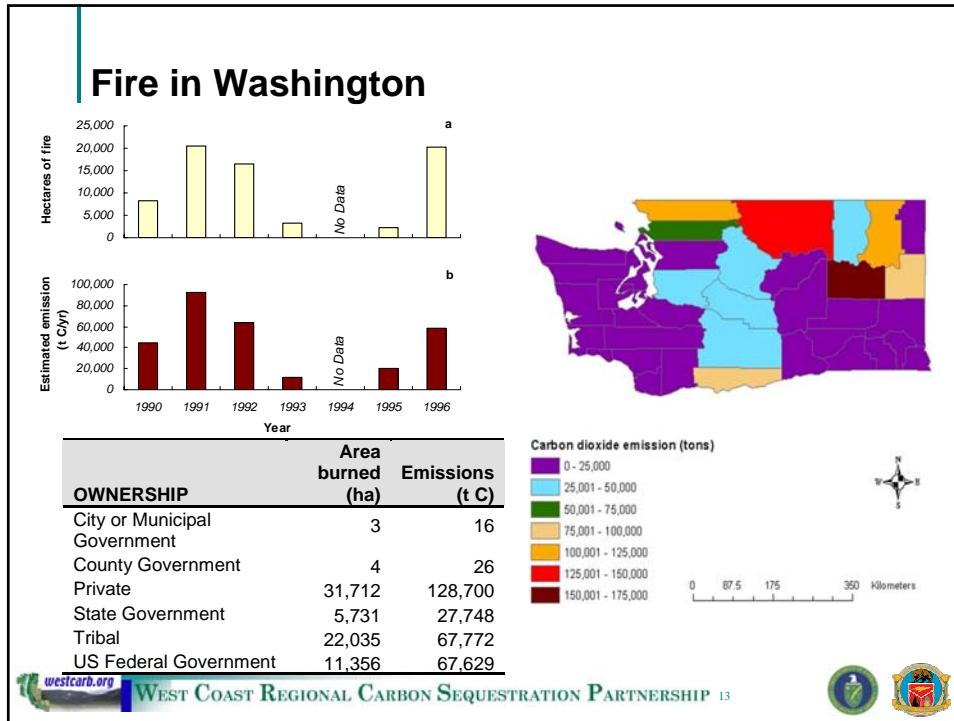 Fire in Washington
a
Hectares of fire
25,000
20,000
15,000
10,000
5,000
0
No Data
b
Estimated emission
(t C/yr)
100,000
80,000
60,000
40,000
20,000
0
No Data
1990 1991 1992 1993 1994 1995 1996
Year
OWNERSHIP Area burned (ha) Emissions (t C)
City or Municipal Government 3 16
County Government 4 26
Private 31,712 128,700
State Government 5,731 27,748
Tribal 22,035 67,772
US Federal Government 11,356 67,629
Carbon dioxide emission (tons)
0 - 25,000
25,001 - 50,000
50,001 - 75,000
75,001 - 100,000
100,001 - 125,000
125,001 - 150,000
150,001 - 175,000
N
W E
S
0 87.5 175 350 Kilometers
westcarb.org
WEST COAST REGIONAL CARBON SEQUESTRATION PARTNERSHIP 13